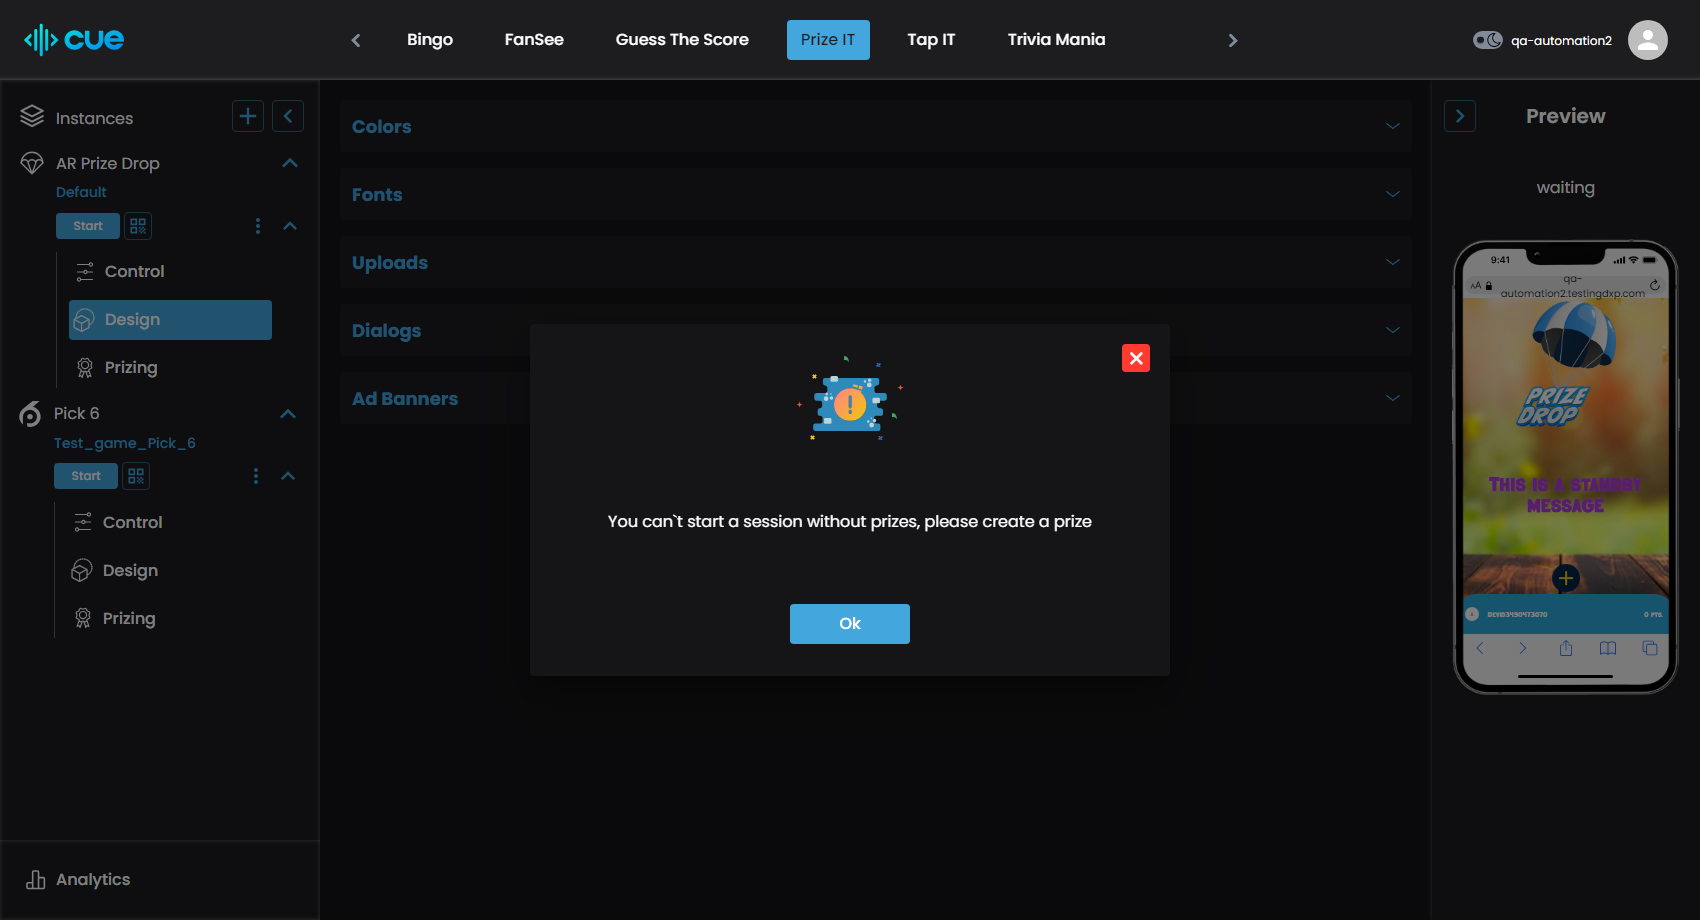 cue
Bingo
FanSee
Guess The Score
Prize IT
Tap IT
Trivia Mania
qa-automation2
Instances
AR Prize Drop
Default
Start
Control
Design
Prizing
Pick 6
Test_game_Pick_6
Start
Control
Design
Prizing
Analytics
Colors
Fonts
Uploads
Dialogs
Ad Banners
You can`t start a session without prizes, please create a prize
Ok
Preview
waiting
9:41
AA
qa-
automation2.testingdxp.com
PRIZE
DROP
THIS IS A STANDBY
MESSAGE
0 PTS.